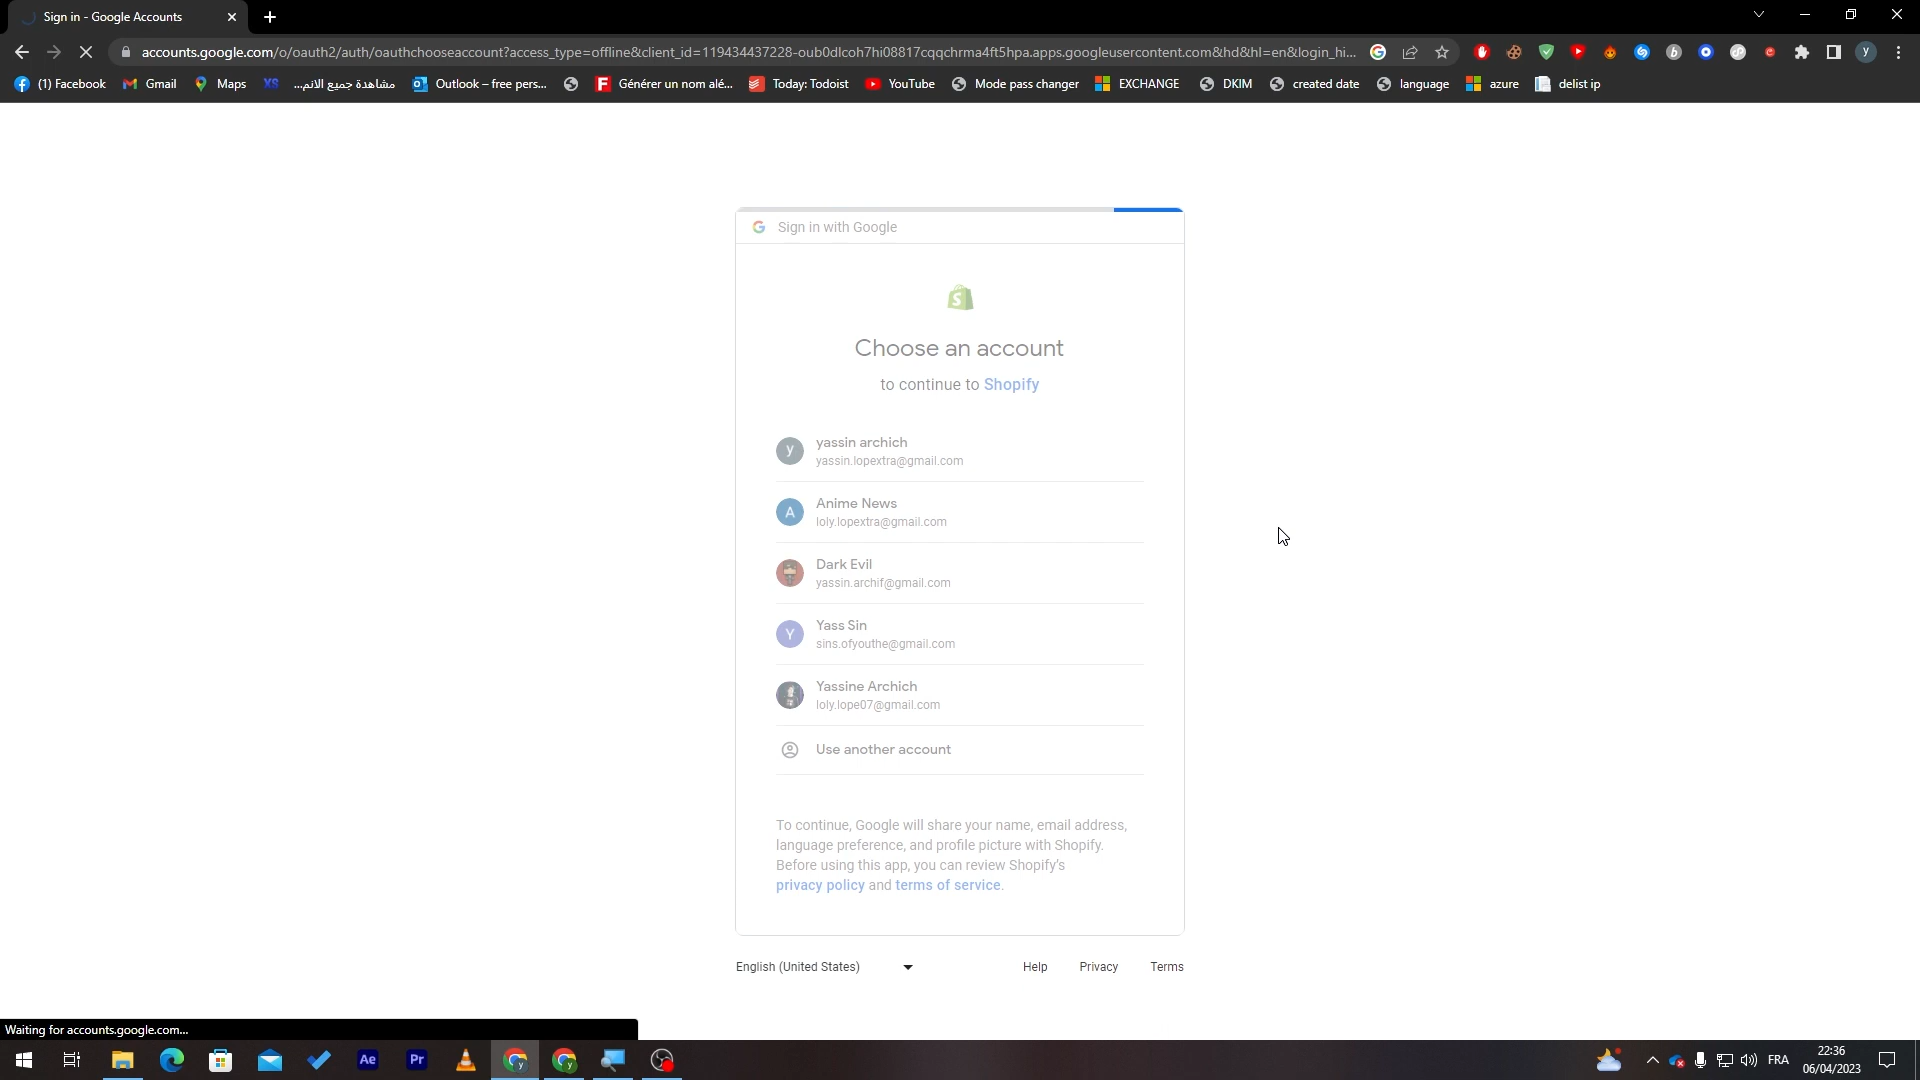 Sign in - Google Accounts
accounts.google.com/o/oauth2/auth/oauthchooseaccount?access_type=offline&client_id=119434437228-oub0dlcoh7hi08817cqqchrma4ft5hpa.apps.googleusercontent.com&hd&hl=en&login_hi...
(1) Facebook Gmail Maps XS مشاهدة جميع الانم... Outlook – free pers... Générer un nom alé... Today: Todoist YouTube Mode pass changer EXCHANGE DKIM created date language azure delist ip
Sign in with Google
Choose an account
to continue to Shopify
y yassin archich
yassin.lopextra@gmail.com
A Anime News
loly.lopextra@gmail.com
Dark Evil
yassin.archif@gmail.com
Y Yass Sin
sins.ofyouthe@gmail.com
Yassine Archich
loly.lope07@gmail.com
Use another account
To continue, Google will share your name, email address,
language preference, and profile picture with Shopify.
Before using this app, you can review Shopify's
privacy policy and terms of service.
English (United States) Help Privacy Terms
Waiting for accounts.google.com...
Ae Pr FRA 22:36
06/04/2023